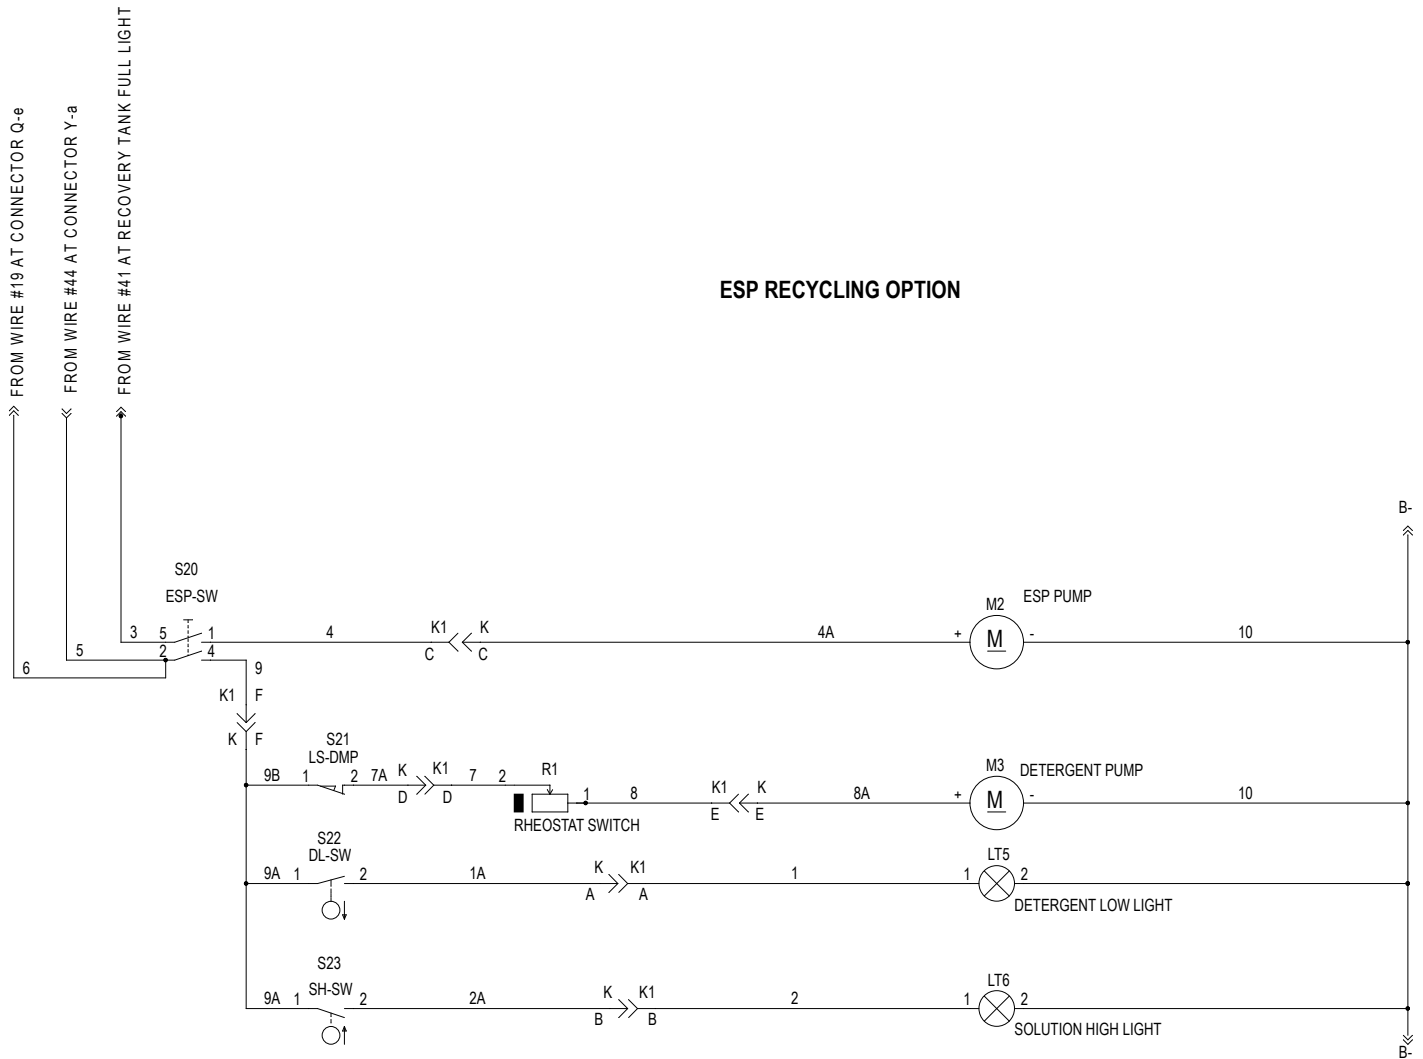 FROM WIRE #19 AT CONNECTOR Q-e
FROM WIRE #44 AT CONNECTOR Y-a
FROM WIRE #41 AT RECOVERY TANK FULL LIGHT
ESP RECYCLING OPTION
B-
S20
ESP-SW
3 5 1 4 K1 K 4A + M2 - ESP PUMP 10
C C M
5 2 4
6 9
K1 F
K F
S21
LS-DMP
9B 1 2 7A K K1 7 2 R1
D D
1 8 K1 K 8A + M3 - DETERGENT PUMP 10
E E M
RHEOSTAT SWITCH
S22
DL-SW
9A 1 2 1A K K1 1 1 LT5 2
A A
DETERGENT LOW LIGHT
S23
SH-SW
9A 1 2 2A K K1 2 1 LT6 2
B B
SOLUTION HIGH LIGHT
B-